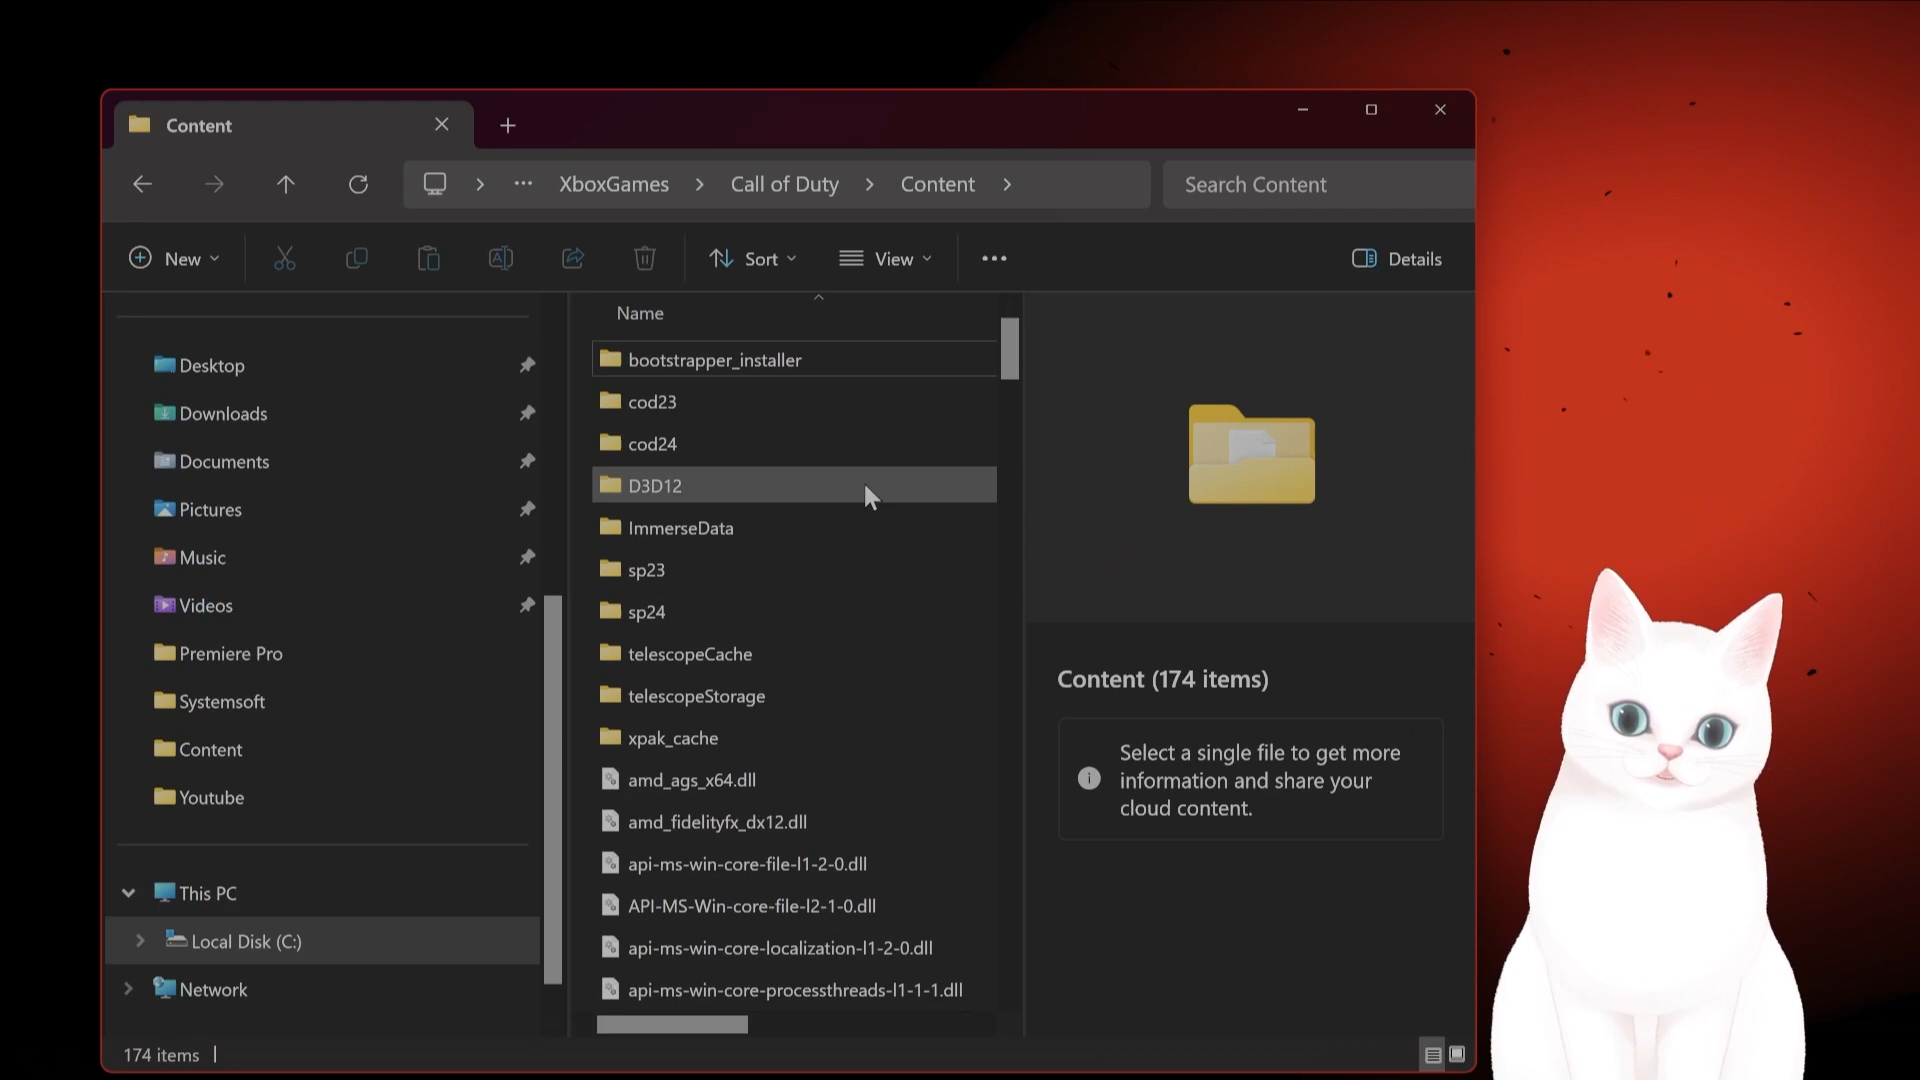 Content
XboxGames
Call of Duty
Content
Search Content
New
Sort
View
Details
Desktop
Downloads
Documents
Pictures
Music
Videos
Premiere Pro
Systemsoft
Content
Youtube
This PC
Local Disk (C:)
Network
Name
bootstrapper_installer
cod23
cod24
D3D12
ImmerseData
sp23
sp24
telescopeCache
telescopeStorage
xpak_cache
amd_ags_x64.dll
amd_fidelityfx_dx12.dll
api-ms-win-core-file-l1-2-0.dll
API-MS-Win-core-file-l2-1-0.dll
api-ms-win-core-localization-l1-2-0.dll
api-ms-win-core-processthreads-l1-1-1.dll
Content (174 items)
Select a single file to get more
information and share your
cloud content.
174 items